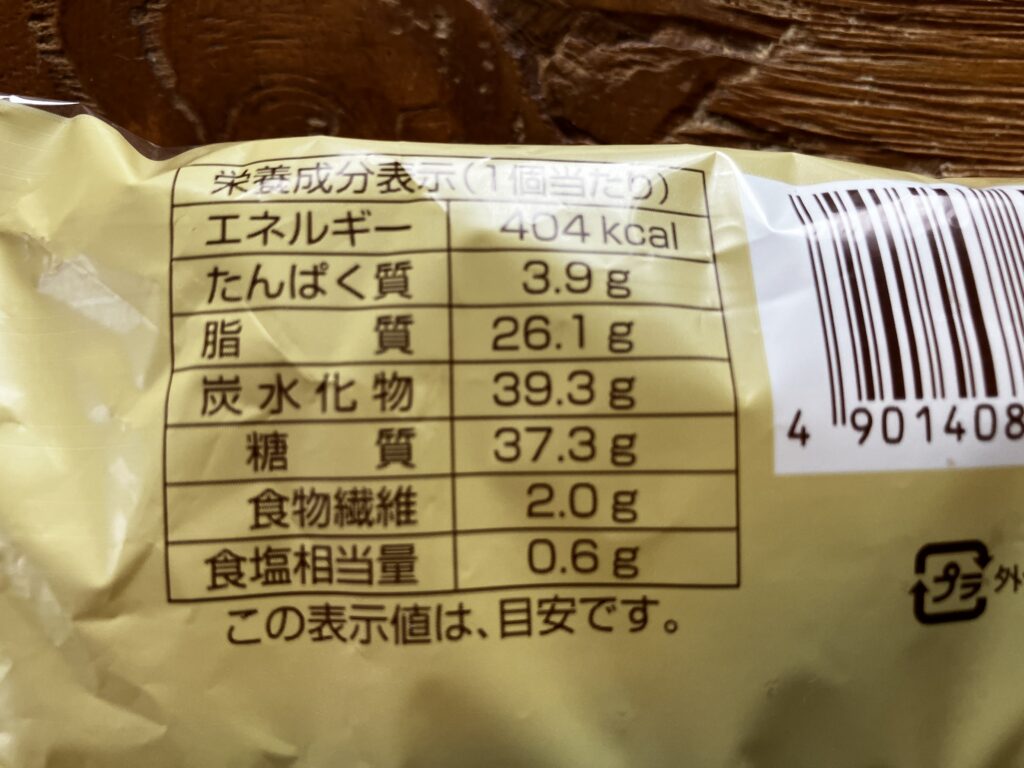 栄養成分表示(1個当たり)
エネルギー 404 kcal
たんぱく質 3.9 g
脂質 26.1 g
炭水化物 39.3 g
糖質 37.3 g
食物繊維 2.0 g
食塩相当量 0.6 g
この表示値は、目安です。
4 901408
プラ 外